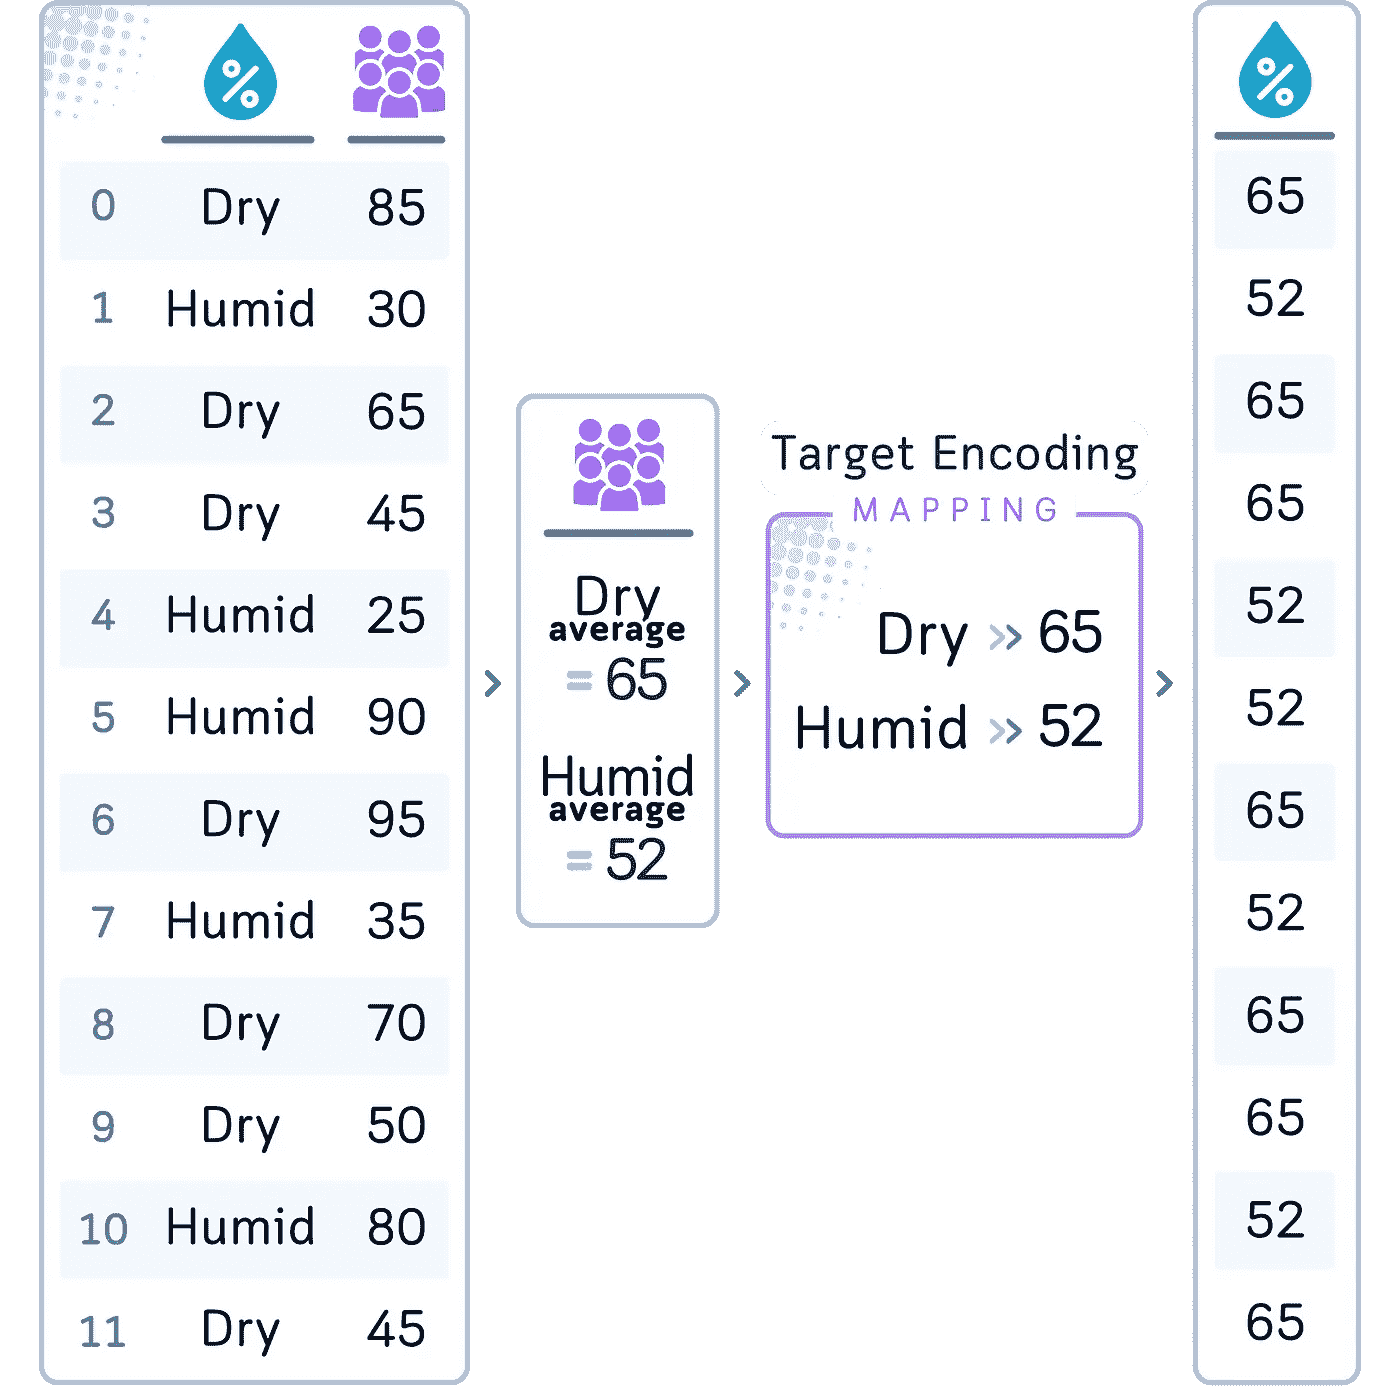 % %
0 Dry 85
1 Humid 30
2 Dry 65
3 Dry 45
4 Humid 25
5 Humid 90
6 Dry 95
7 Humid 35
8 Dry 70
9 Dry 50
10 Humid 80
11 Dry 45
Dry
average
= 65
Humid
average
= 52
Target Encoding
MAPPING
Dry » 65
Humid » 52
65
52
65
65
52
52
65
52
65
65
52
65